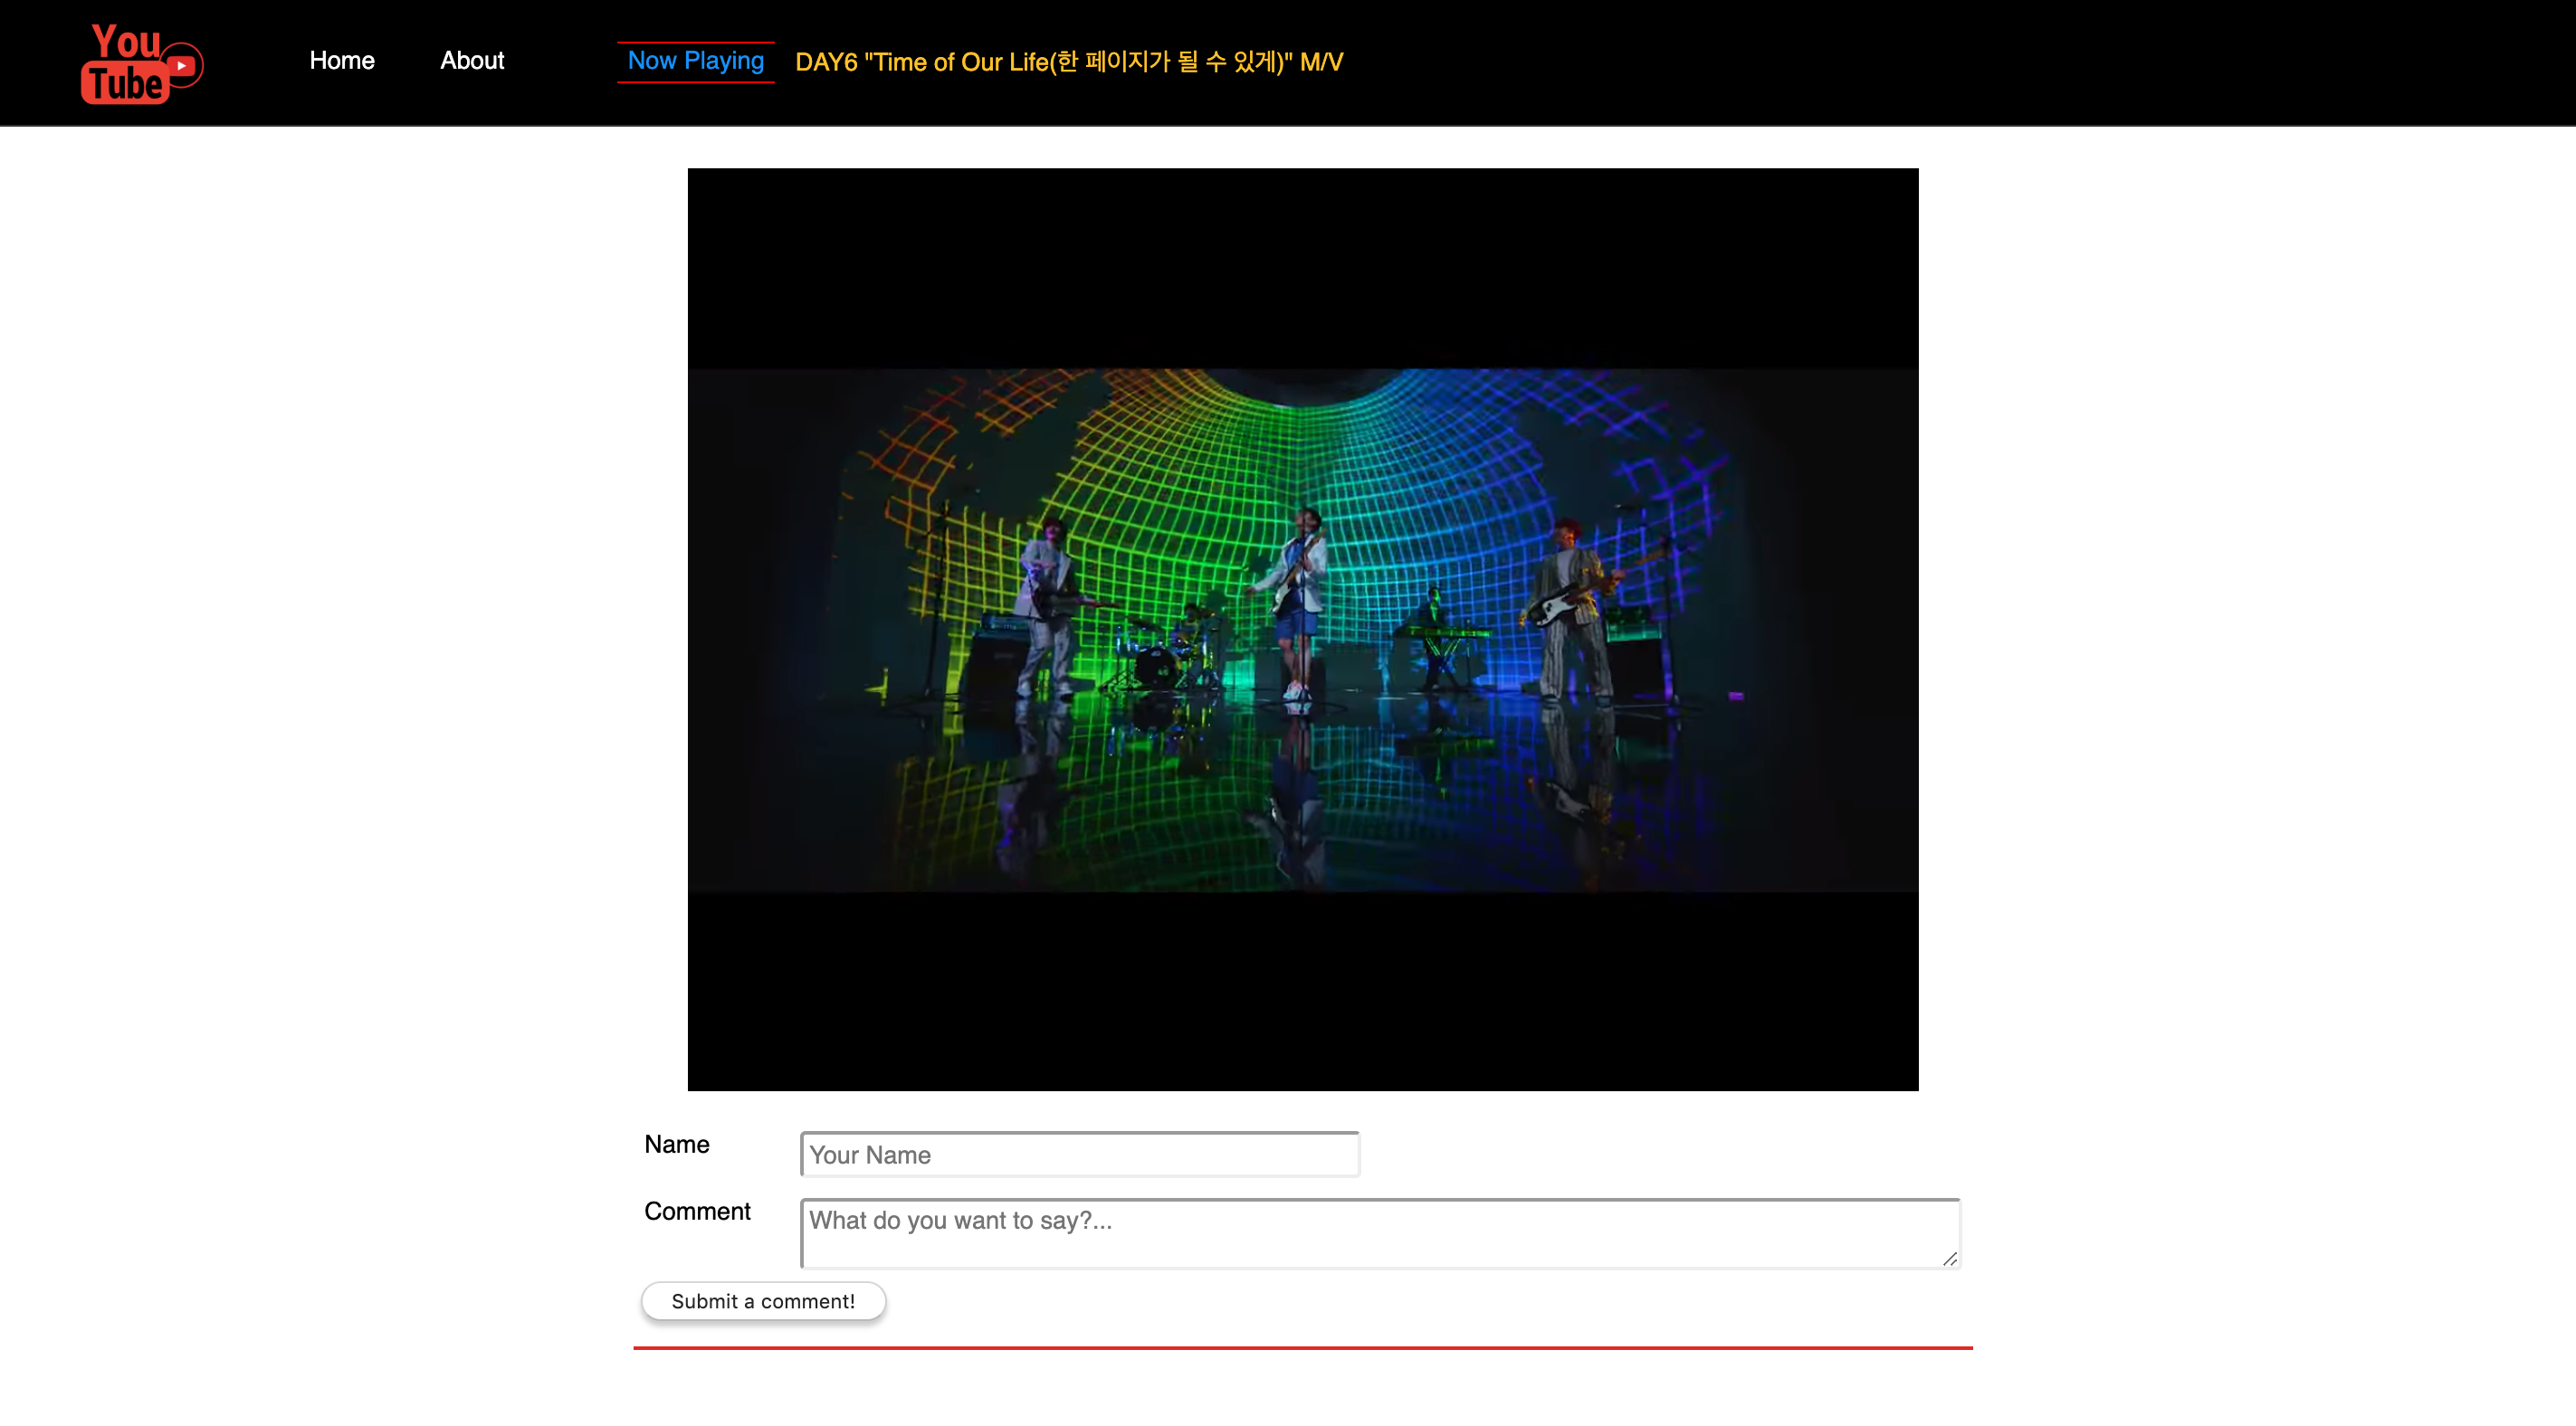 You
Tube
Home
About
Now Playing
DAY6 "Time of Our Life(한 페이지가 될 수 있게)" M/V
Name
Your Name
Comment
What do you want to say?...
Submit a comment!